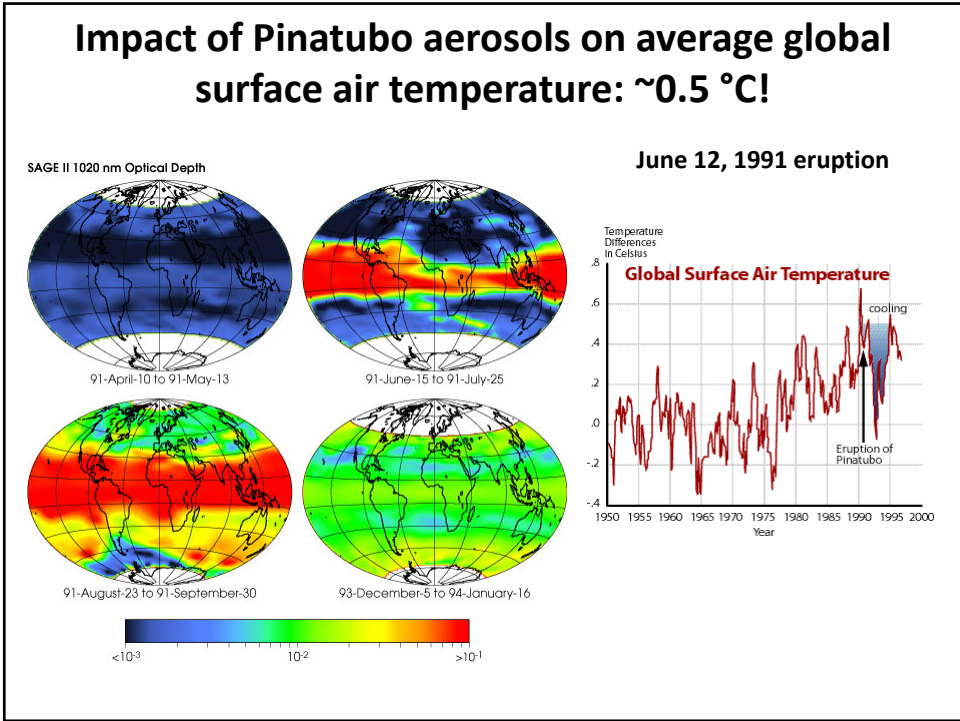 Impact of Pinatubo aerosols on average global
surface air temperature: ~0.5 °C!
June 12, 1991 eruption
SAGE II 1020 nm Optical Depth
91-April-10 to 91-May-13
91-June-15 to 91-July-25
91-August-23 to 91-September-30
93-December-5 to 94-January-16
<10-3
10-2
>10-1
Temperature
Differences
in Celsius
Global Surface Air Temperature
.8
.6
.4
.2
.0
-.2
-.4
cooling
Eruption of
Pinatubo
1950 1955 1960 1965 1970 1975 1980 1985 1990 1995 2000
Year